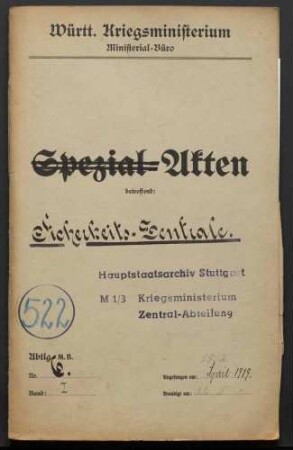 Württ. Kriegsministerium
Ministerial-Büro
Spezial-Akten
betreffend:
Sicherheits-Zentrale.
Hauptstaatsarchiv Stuttgart
M 1/3 Kriegsministerium
Zentral-Abteilung
522
Abtlg. M.B.
Nr. 6.
Angefangen am: April 1919.
Band: I
Beendigt am: